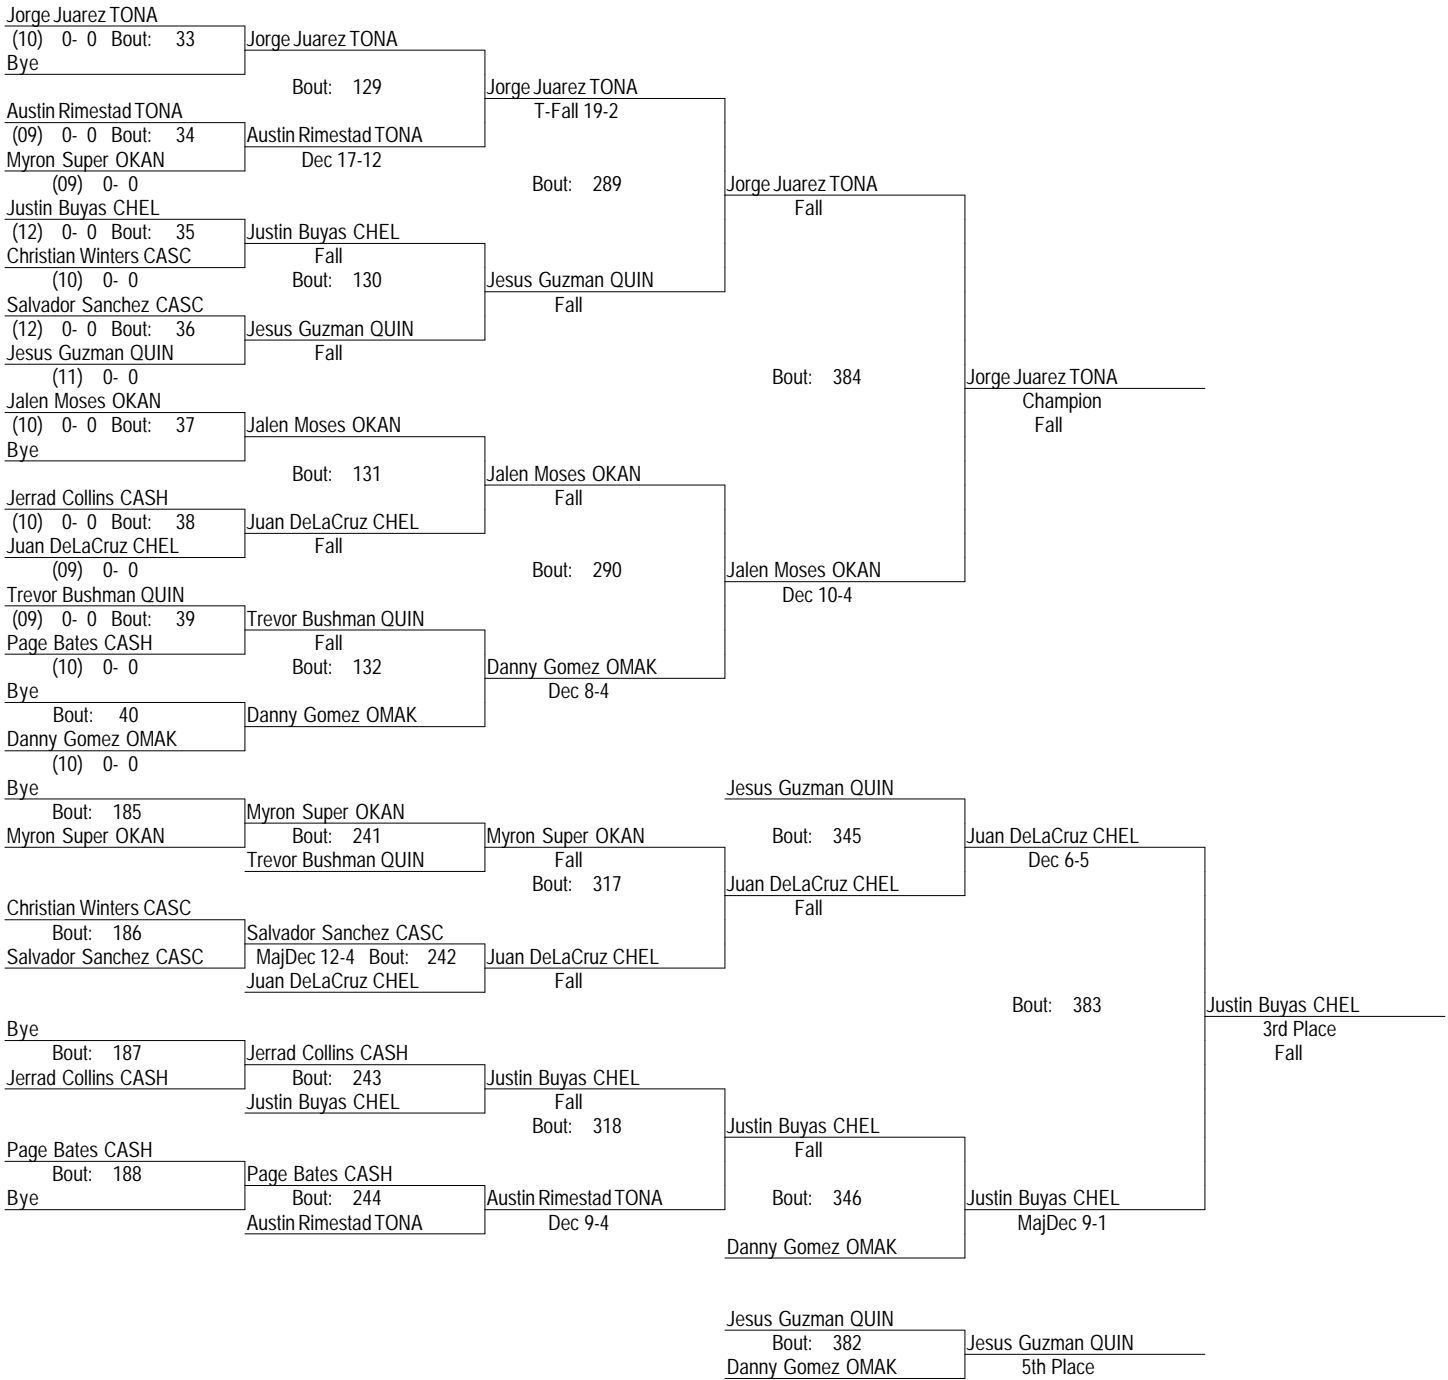 Jorge Juarez TONA
(10) 0- 0 Bout: 33 Jorge Juarez TONA
Bye
Bout: 129 Jorge Juarez TONA
Austin Rimestad TONA T-Fall 19-2
(09) 0- 0 Bout: 34 Austin Rimestad TONA
Myron Super OKAN Dec 17-12
(09) 0- 0 Bout: 289 Jorge Juarez TONA
Justin Buyas CHEL Fall
(12) 0- 0 Bout: 35 Justin Buyas CHEL
Christian Winters CASC Fall
(10) 0- 0 Bout: 130 Jesus Guzman QUIN
Salvador Sanchez CASC Fall
(12) 0- 0 Bout: 36 Jesus Guzman QUIN
Jesus Guzman QUIN Fall
(11) 0- 0 Bout: 384 Jorge Juarez TONA
Jalen Moses OKAN Champion
(10) 0- 0 Bout: 37 Jalen Moses OKAN Fall
Bye
Bout: 131 Jalen Moses OKAN
Jerrad Collins CASH Fall
(10) 0- 0 Bout: 38 Juan DeLaCruz CHEL
Juan DeLaCruz CHEL Fall
(09) 0- 0 Bout: 290 Jalen Moses OKAN
Trevor Bushman QUIN Dec 10-4
(09) 0- 0 Bout: 39 Trevor Bushman QUIN
Page Bates CASH Fall
(10) 0- 0 Bout: 132 Danny Gomez OMAK
Bye Dec 8-4
Bout: 40 Danny Gomez OMAK
Danny Gomez OMAK
(10) 0- 0
Bye Jesus Guzman QUIN
Bout: 185 Myron Super OKAN
Myron Super OKAN Bout: 241 Myron Super OKAN Bout: 345 Juan DeLaCruz CHEL
Trevor Bushman QUIN Fall Dec 6-5
Bout: 317 Juan DeLaCruz CHEL
Christian Winters CASC Fall
Bout: 186 Salvador Sanchez CASC
Salvador Sanchez CASC MajDec 12-4 Bout: 242 Juan DeLaCruz CHEL
Juan DeLaCruz CHEL Fall
Bout: 383 Justin Buyas CHEL
Bye 3rd Place
Bout: 187 Jerrad Collins CASH Fall
Jerrad Collins CASH Bout: 243 Justin Buyas CHEL
Justin Buyas CHEL Fall
Bout: 318 Justin Buyas CHEL
Page Bates CASH Fall
Bout: 188 Page Bates CASH
Bye Bout: 244 Austin Rimestad TONA Bout: 346 Justin Buyas CHEL
Austin Rimestad TONA Dec 9-4 MajDec 9-1
Danny Gomez OMAK
Jesus Guzman QUIN
Bout: 382 Jesus Guzman QUIN
Danny Gomez OMAK 5th Place